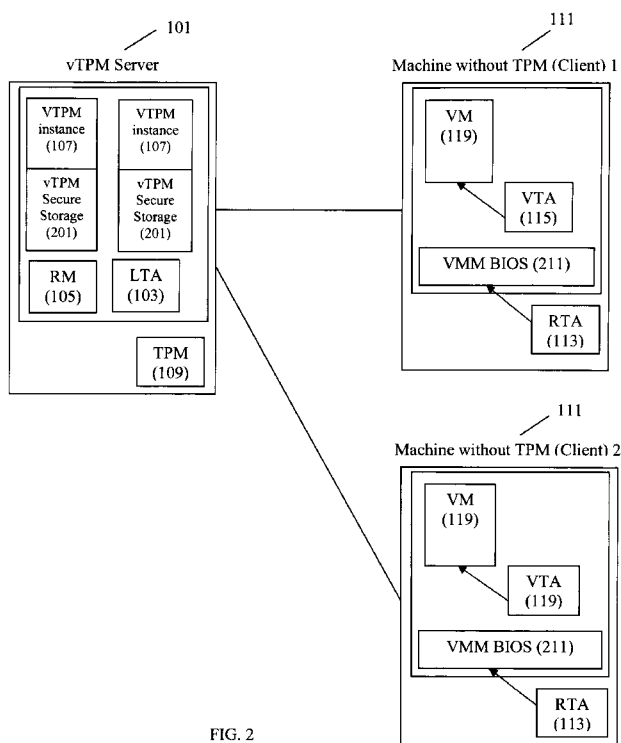 101
vTPM Server
VTPM
instance
(107)
VTPM
instance
(107)
vTPM
Secure
Storage
(201)
vTPM
Secure
Storage
(201)
RM
(105)
LTA
(103)
TPM
(109)
111
Machine without TPM (Client) 1
VM
(119)
VTA
(115)
VMM BIOS (211)
RTA
(113)
111
Machine without TPM (Client) 2
VM
(119)
VTA
(119)
VMM BIOS (211)
RTA
(113)
FIG. 2